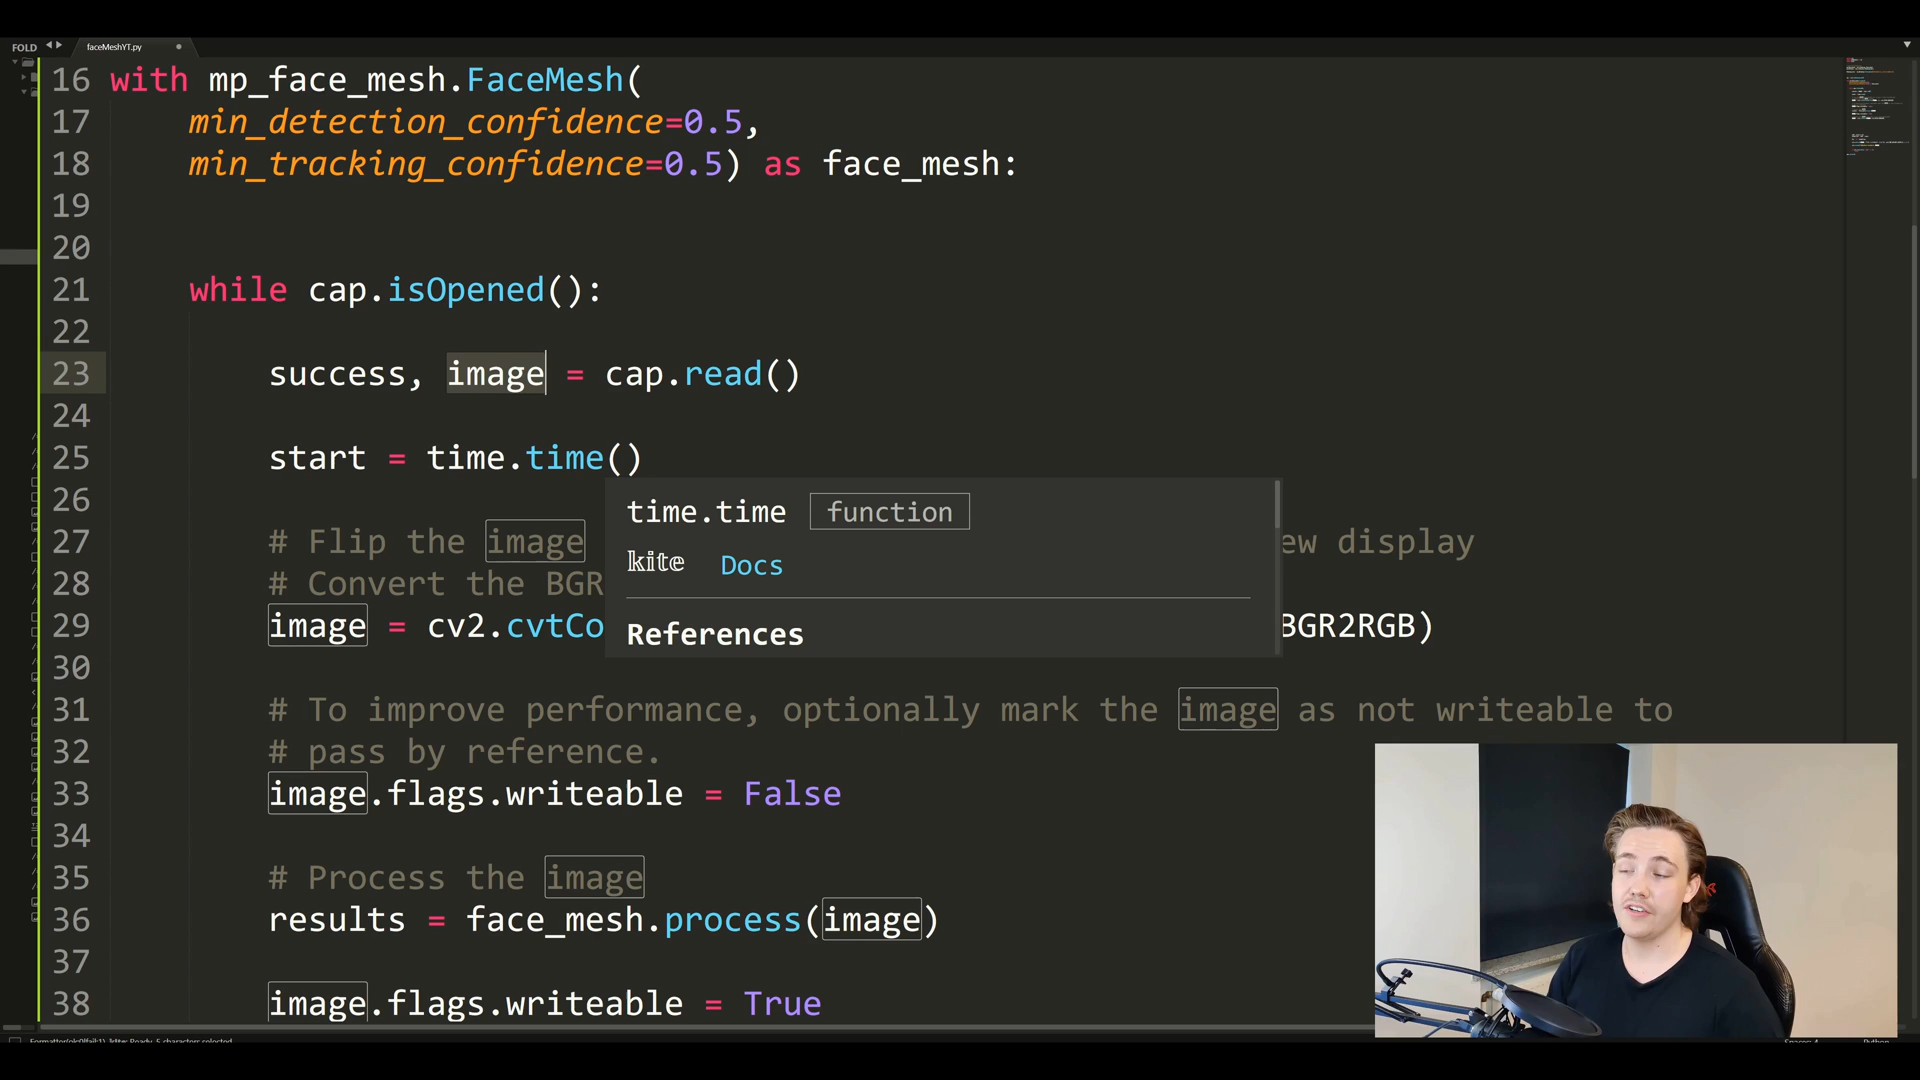 FOLD
faceMeshYT.py
16 with mp_face_mesh.FaceMesh(
17 min_detection_confidence=0.5,
18 min_tracking_confidence=0.5) as face_mesh:
19
20
21 while cap.isOpened():
22
23 success, image = cap.read()
24
25 start = time.time()
26
time.time function
27 # Flip the image ew display
kite Docs
28 # Convert the BGR
29 image = cv2.cvtCo BGR2RGB)
References
30
31 # To improve performance, optionally mark the image as not writeable to
32 # pass by reference.
33 image.flags.writeable = False
34
35 # Process the image
36 results = face_mesh.process(image)
37
38 image.flags.writeable = True